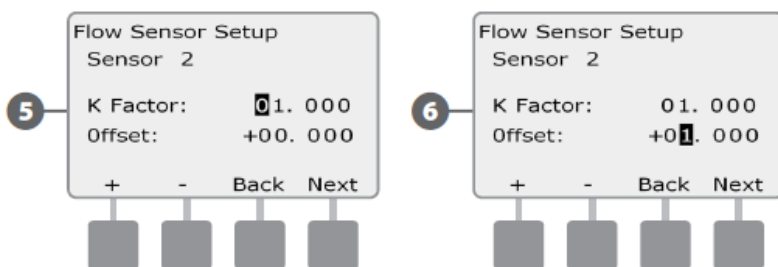 5
Flow Sensor Setup
Sensor 2
K Factor: 01. 000
Offset: +00. 000
+ - Back Next
6
Flow Sensor Setup
Sensor 2
K Factor: 01. 000
Offset: +01. 000
+ - Back Next